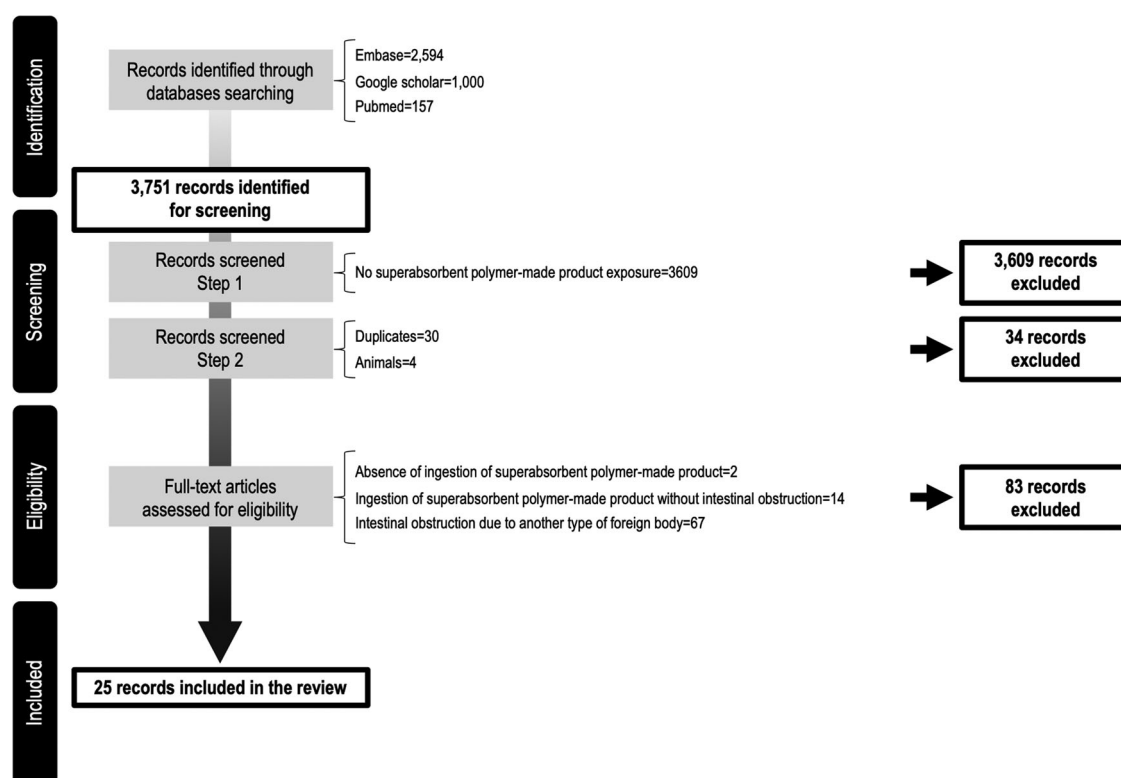 Identification
Records identified through
databases searching
Embase=2,594
Google scholar=1,000
Pubmed=157
3,751 records identified
for screening
Screening
Records screened
Step 1
No superabsorbent polymer-made product exposure=3609
3,609 records
excluded
Records screened
Step 2
Duplicates=30
Animals=4
34 records
excluded
Eligibility
Full-text articles
assessed for eligibility
Absence of ingestion of superabsorbent polymer-made product=2
Ingestion of superabsorbent polymer-made product without intestinal obstruction=14
Intestinal obstruction due to another type of foreign body=67
83 records
excluded
Included
25 records included in the review